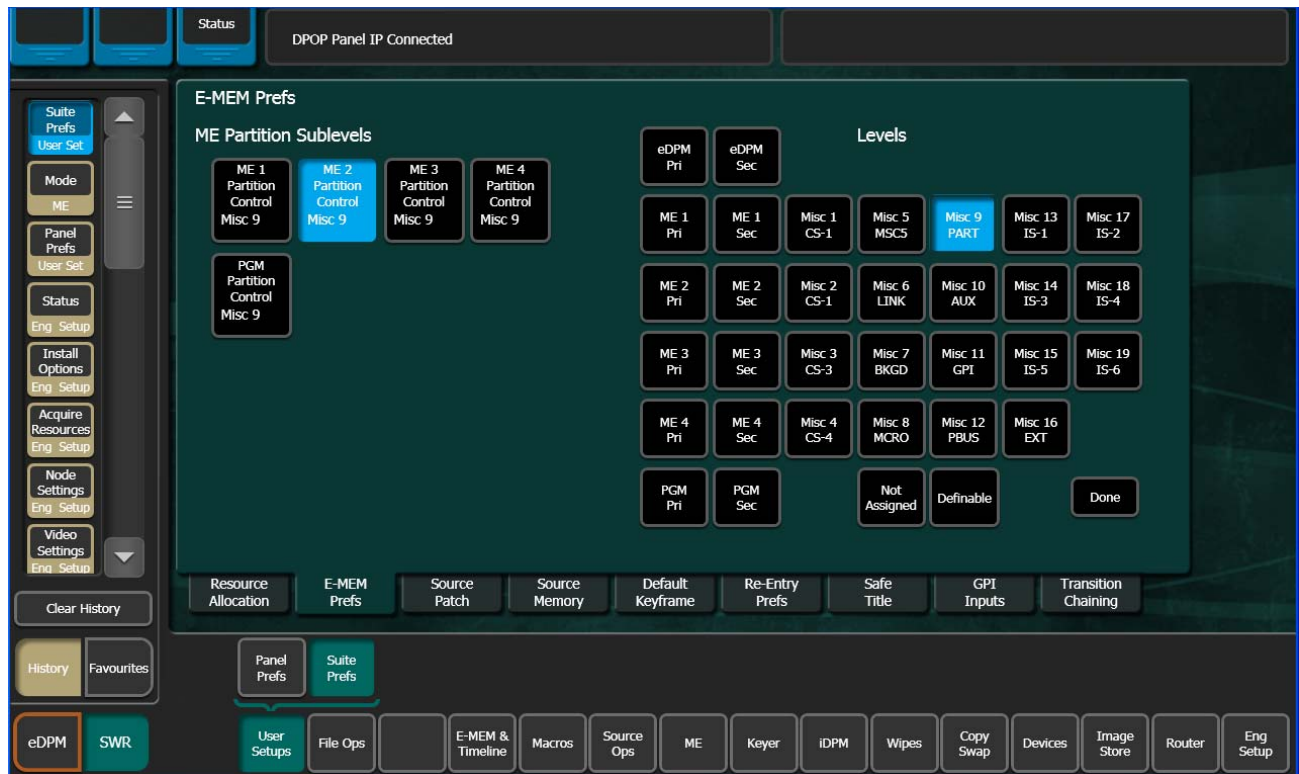 Status
DPOP Panel IP Connected
Suite
Prefs
User Set
Mode
ME
Panel
Prefs
User Set
Status
Eng Setup
Install
Options
Eng Setup
Acquire
Resources
Eng Setup
Node
Settings
Eng Setup
Video
Settings
Eng Setup
Clear History
History
Favourites
E-MEM Prefs
ME Partition Sublevels
ME 1
Partition
Control
Misc 9
ME 2
Partition
Control
Misc 9
ME 3
Partition
Control
Misc 9
ME 4
Partition
Control
Misc 9
PGM
Partition
Control
Misc 9
Levels
eDPM
Pri
eDPM
Sec
ME 1
Pri
ME 1
Sec
Misc 1
CS-1
Misc 5
MSC5
Misc 9
PART
Misc 13
IS-1
Misc 17
IS-2
ME 2
Pri
ME 2
Sec
Misc 2
CS-1
Misc 6
LINK
Misc 10
AUX
Misc 14
IS-3
Misc 18
IS-4
ME 3
Pri
ME 3
Sec
Misc 3
CS-3
Misc 7
BKGD
Misc 11
GPI
Misc 15
IS-5
Misc 19
IS-6
ME 4
Pri
ME 4
Sec
Misc 4
CS-4
Misc 8
MCRO
Misc 12
PBUS
Misc 16
EXT
PGM
Pri
PGM
Sec
Not
Assigned
Definable
Done
Resource
Allocation
E-MEM
Prefs
Source
Patch
Source
Memory
Default
Keyframe
Re-Entry
Prefs
Safe
Title
GPI
Inputs
Transition
Chaining
Panel
Prefs
Suite
Prefs
eDPM
SWR
User
Setups
File Ops
E-MEM &
Timeline
Macros
Source
Ops
ME
Keyer
iDPM
Wipes
Copy
Swap
Devices
Image
Store
Router
Eng
Setup